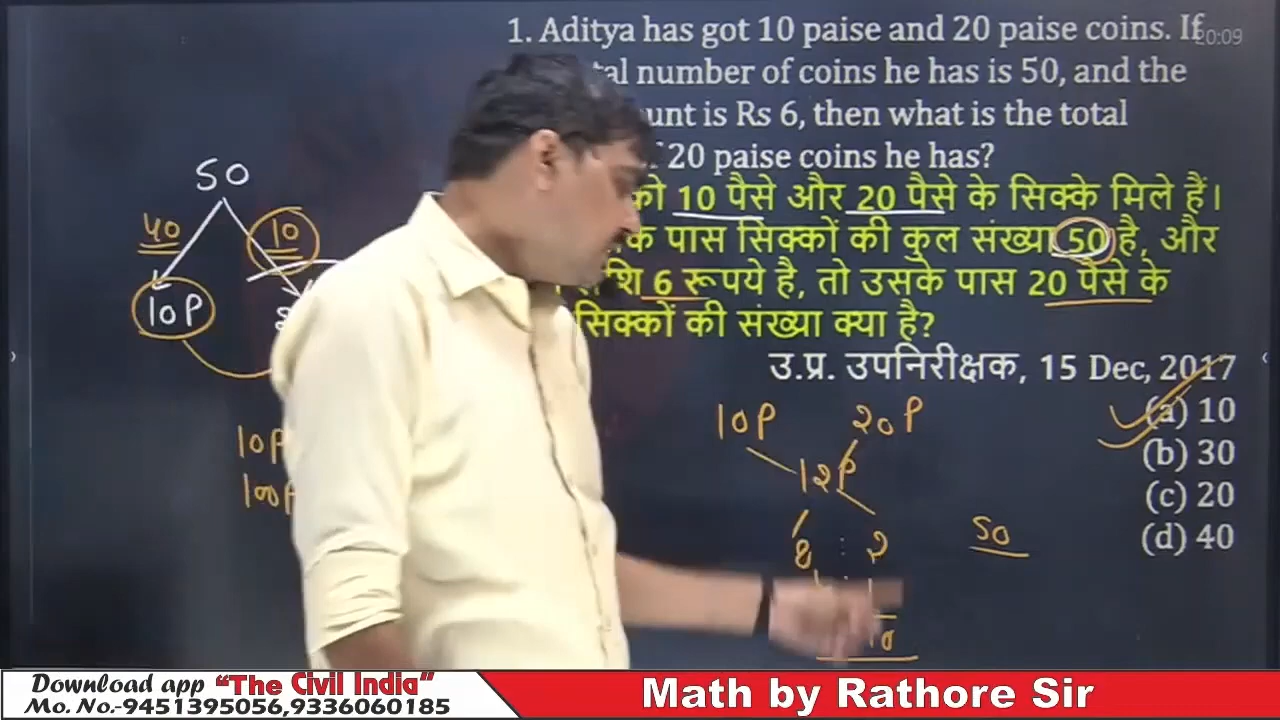 1. Aditya has got 10 paise and 20 paise coins. If
20:09
number of coins he has is 50, and the
is Rs 6, then what is the total
20 paise coins he has?
को 10 पैसे और 20 पैसे के सिक्के मिले हैं।
पास सिक्कों की कुल संख्या 50 है, और
6 रूपये है, तो उसके पास 20 पैसे के
सिक्कों की संख्या क्या है?
उ.प्र. उपनिरीक्षक, 15 Dec, 2017
(a) 10
(b) 30
(c) 20
(d) 40
50
40
10
10P
10P
100P
10P 20P
12P
8 : 2
50
10
Download app "The Civil India"
Mo. No.-9451395056,9336060185
Math by Rathore Sir